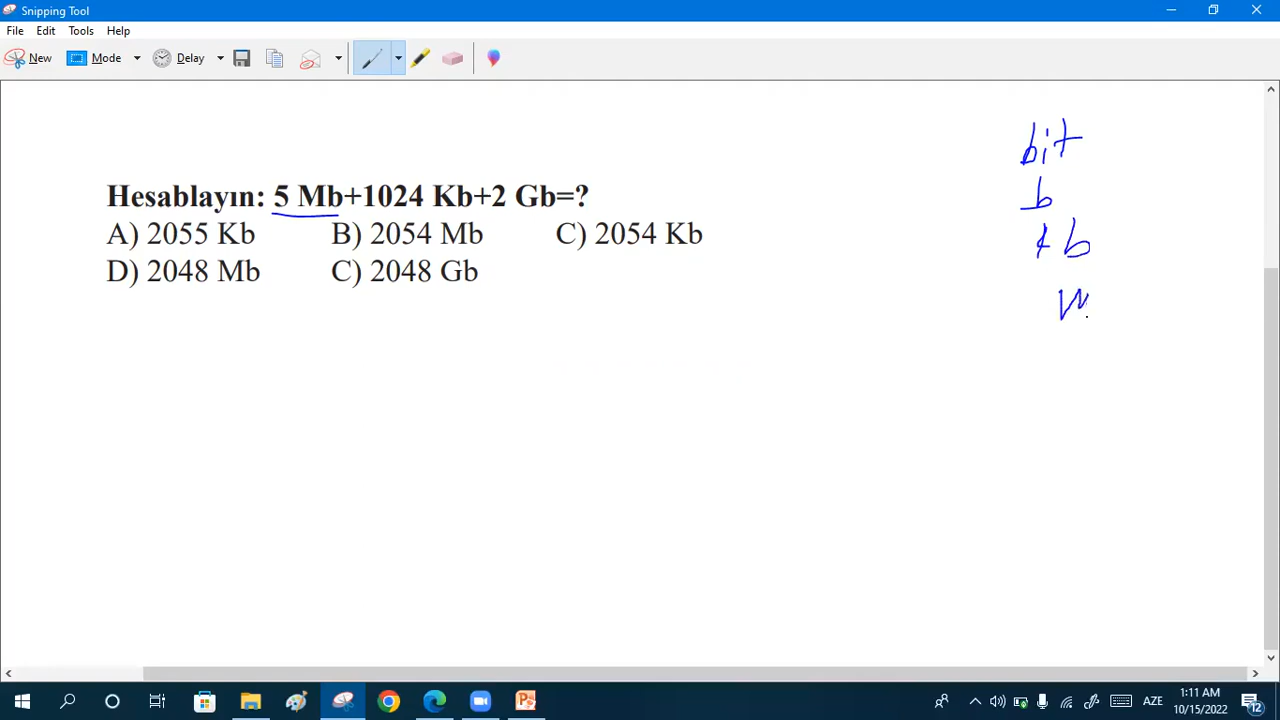 Snipping Tool
File Edit Tools Help
New Mode Delay
bit
b
Hesablayın: 5 Mb+1024 Kb+2 Gb=?
A) 2055 Kb B) 2054 Mb C) 2054 Kb
kb
D) 2048 Mb C) 2048 Gb
M
AZE
1:11 AM
10/15/2022
12